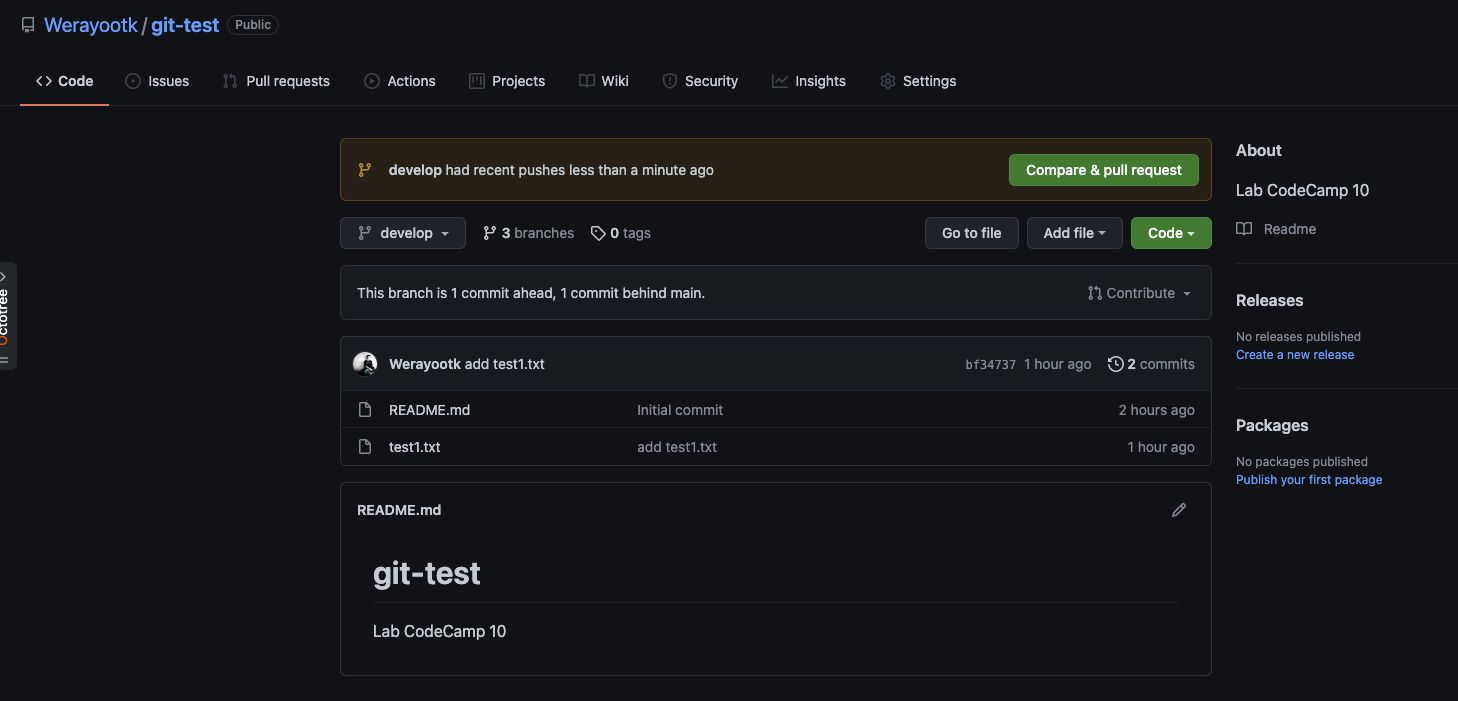 Werayootk / git-test Public
Code Issues Pull requests Actions Projects Wiki Security Insights Settings
develop had recent pushes less than a minute ago Compare & pull request
develop 3 branches 0 tags Go to file Add file Code
This branch is 1 commit ahead, 1 commit behind main. Contribute
Werayootk add test1.txt bf34737 1 hour ago 2 commits
README.md Initial commit 2 hours ago
test1.txt add test1.txt 1 hour ago
README.md
git-test
Lab CodeCamp 10
About
Lab CodeCamp 10
Readme
Releases
No releases published
Create a new release
Packages
No packages published
Publish your first package
Octotree